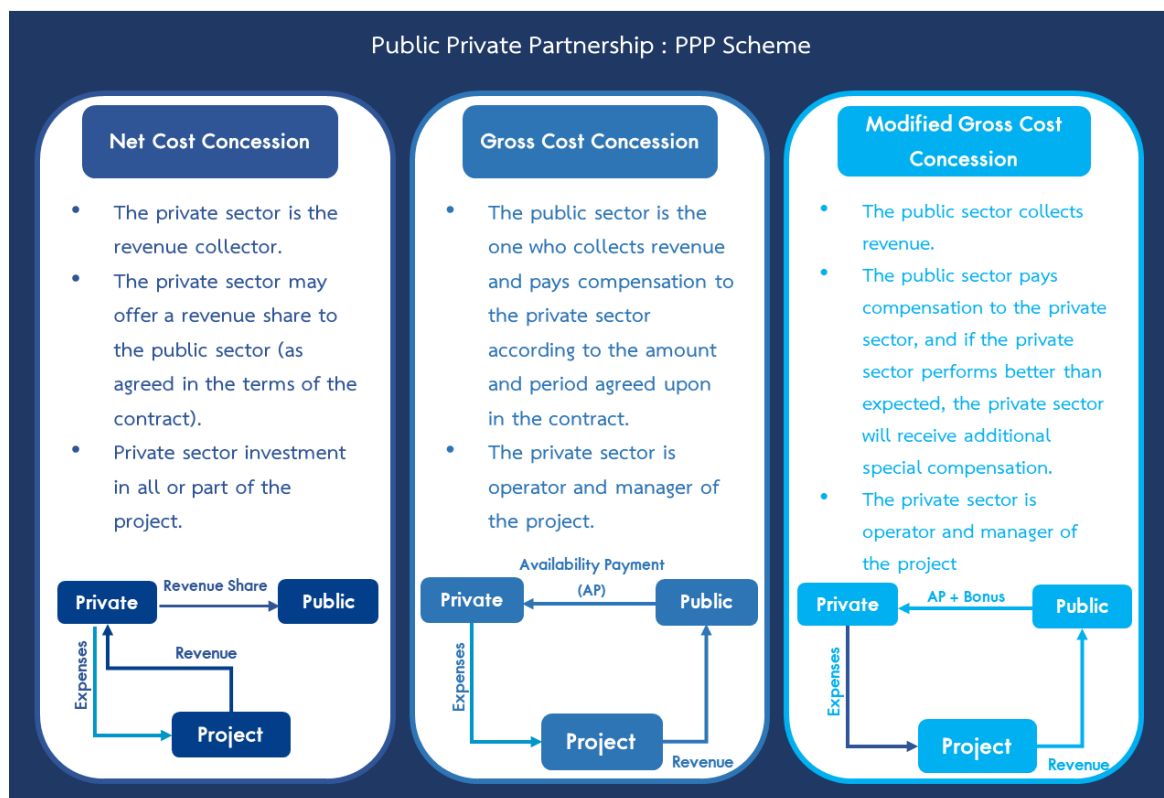 Public Private Partnership : PPP Scheme
Net Cost Concession
• The private sector is the
revenue collector.
• The private sector may
offer a revenue share to
the public sector (as
agreed in the terms of the
contract).
• Private sector investment
in all or part of the
project.
Revenue Share
Private
Public
Expenses
Revenue
Project
Gross Cost Concession
• The public sector is the
one who collects revenue
and pays compensation to
the private sector
according to the amount
and period agreed upon
in the contract.
• The private sector is
operator and manager of
the project.
Availability Payment
(AP)
Private
Public
Expenses
Project
Revenue
Modified Gross Cost
Concession
• The public sector collects
revenue.
• The public sector pays
compensation to the private
sector, and if the private
sector performs better than
expected, the private sector
will receive additional
special compensation.
• The private sector is
operator and manager of
the project
AP + Bonus
Private
Public
Expenses
Project
Revenue